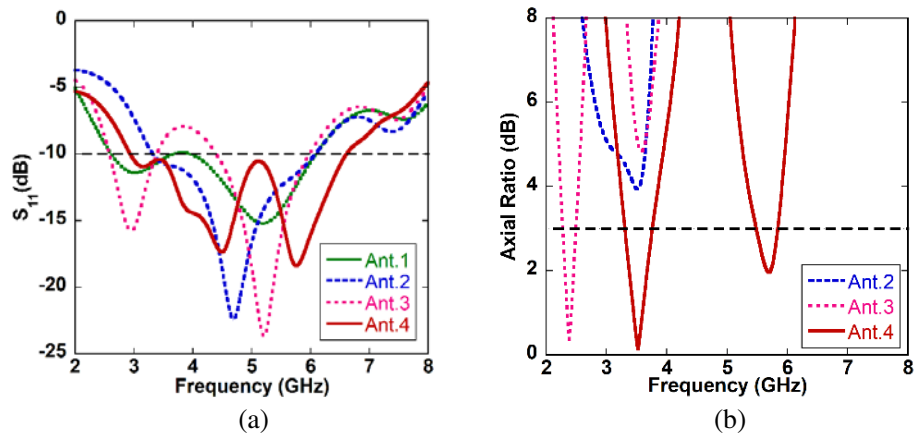 0
-5
-10
-15
-20
-25
S11(dB)
2 3 4 5 6 7 8
Frequency (GHz)
Ant.1
Ant.2
Ant.3
Ant.4
(a)
8
6
4
2
0
Axial Ratio (dB)
2 3 4 5 6 7 8
Frequency (GHz)
Ant.2
Ant.3
Ant.4
(b)